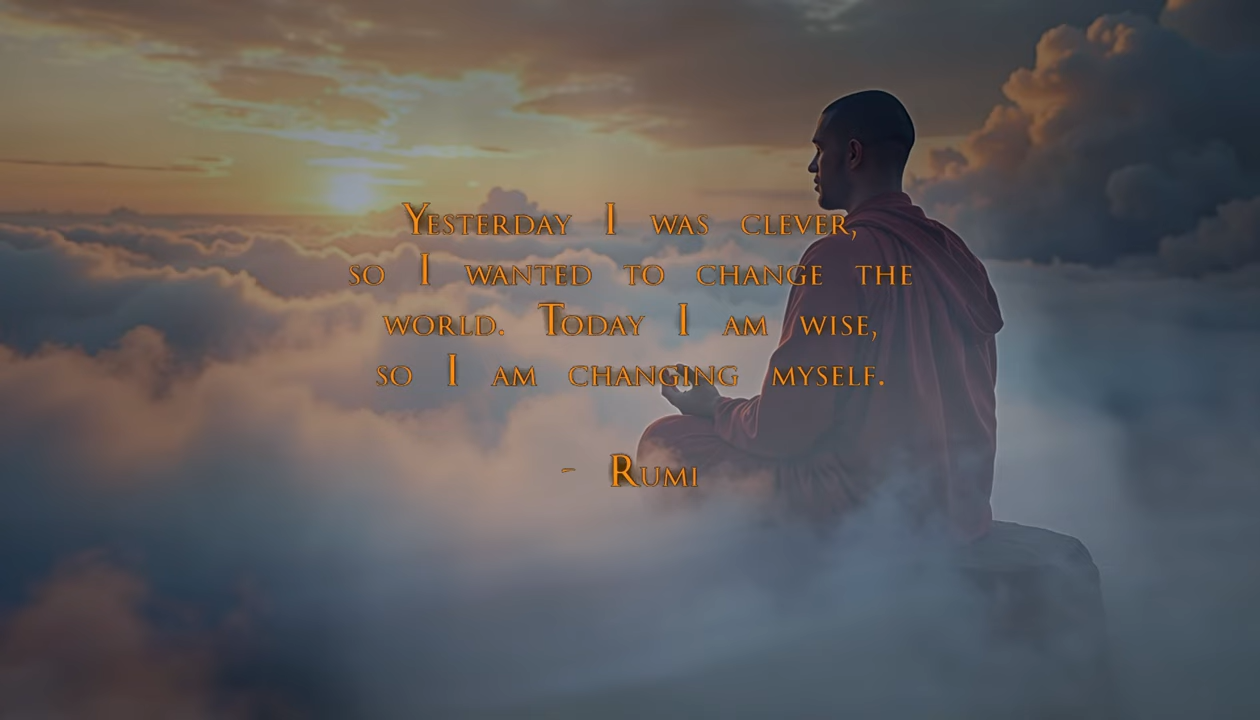 Yesterday I was clever,
so I wanted to change the
world. Today I am wise,
so I am changing myself.
- Rumi